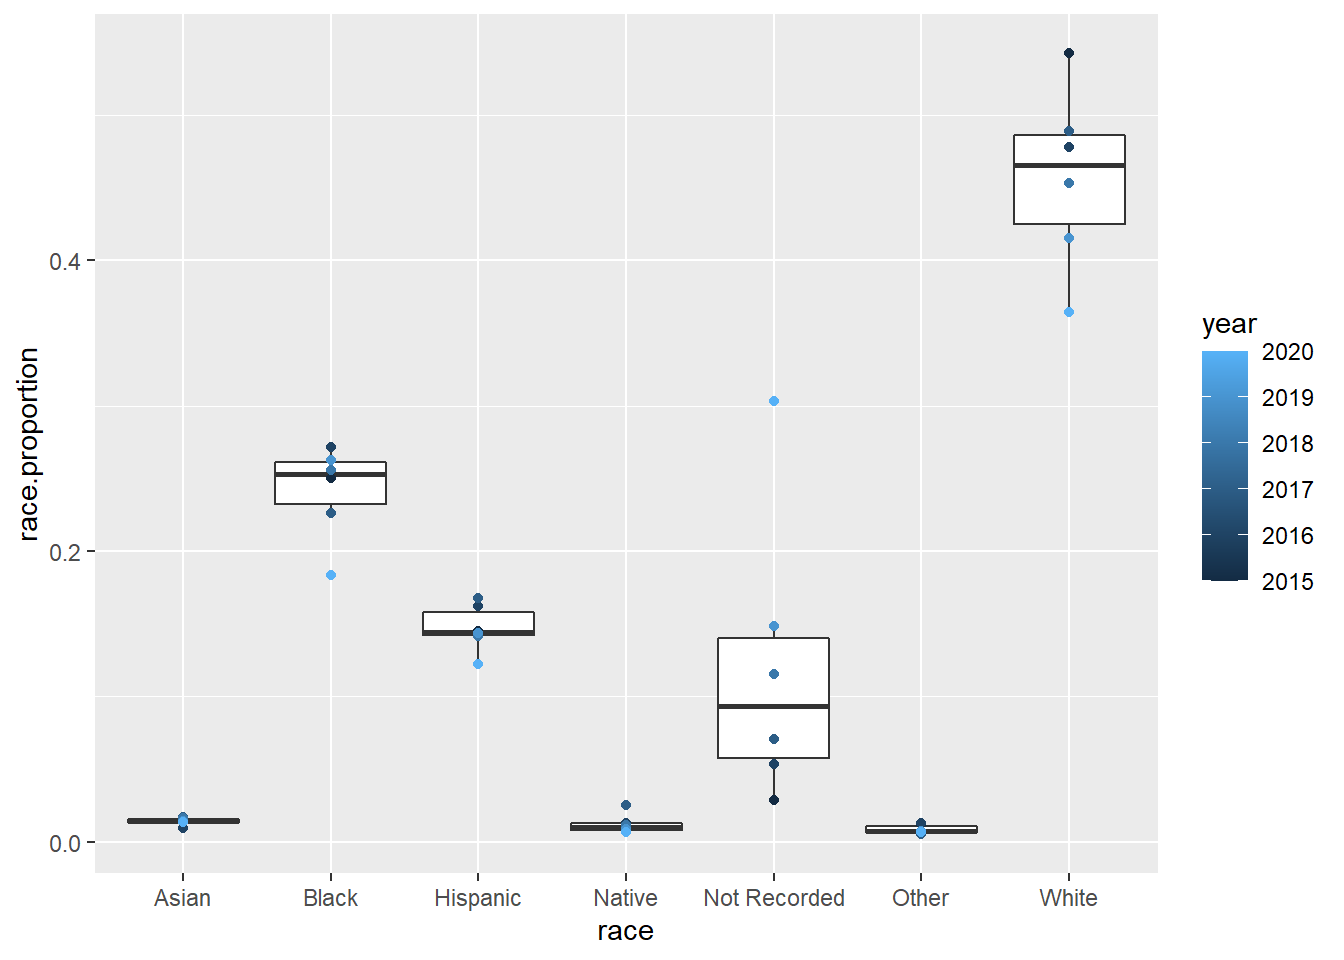 race.proportion
0.4
0.2
0.0
Asian Black Hispanic Native Not Recorded Other White
race
year
2020
2019
2018
2017
2016
2015